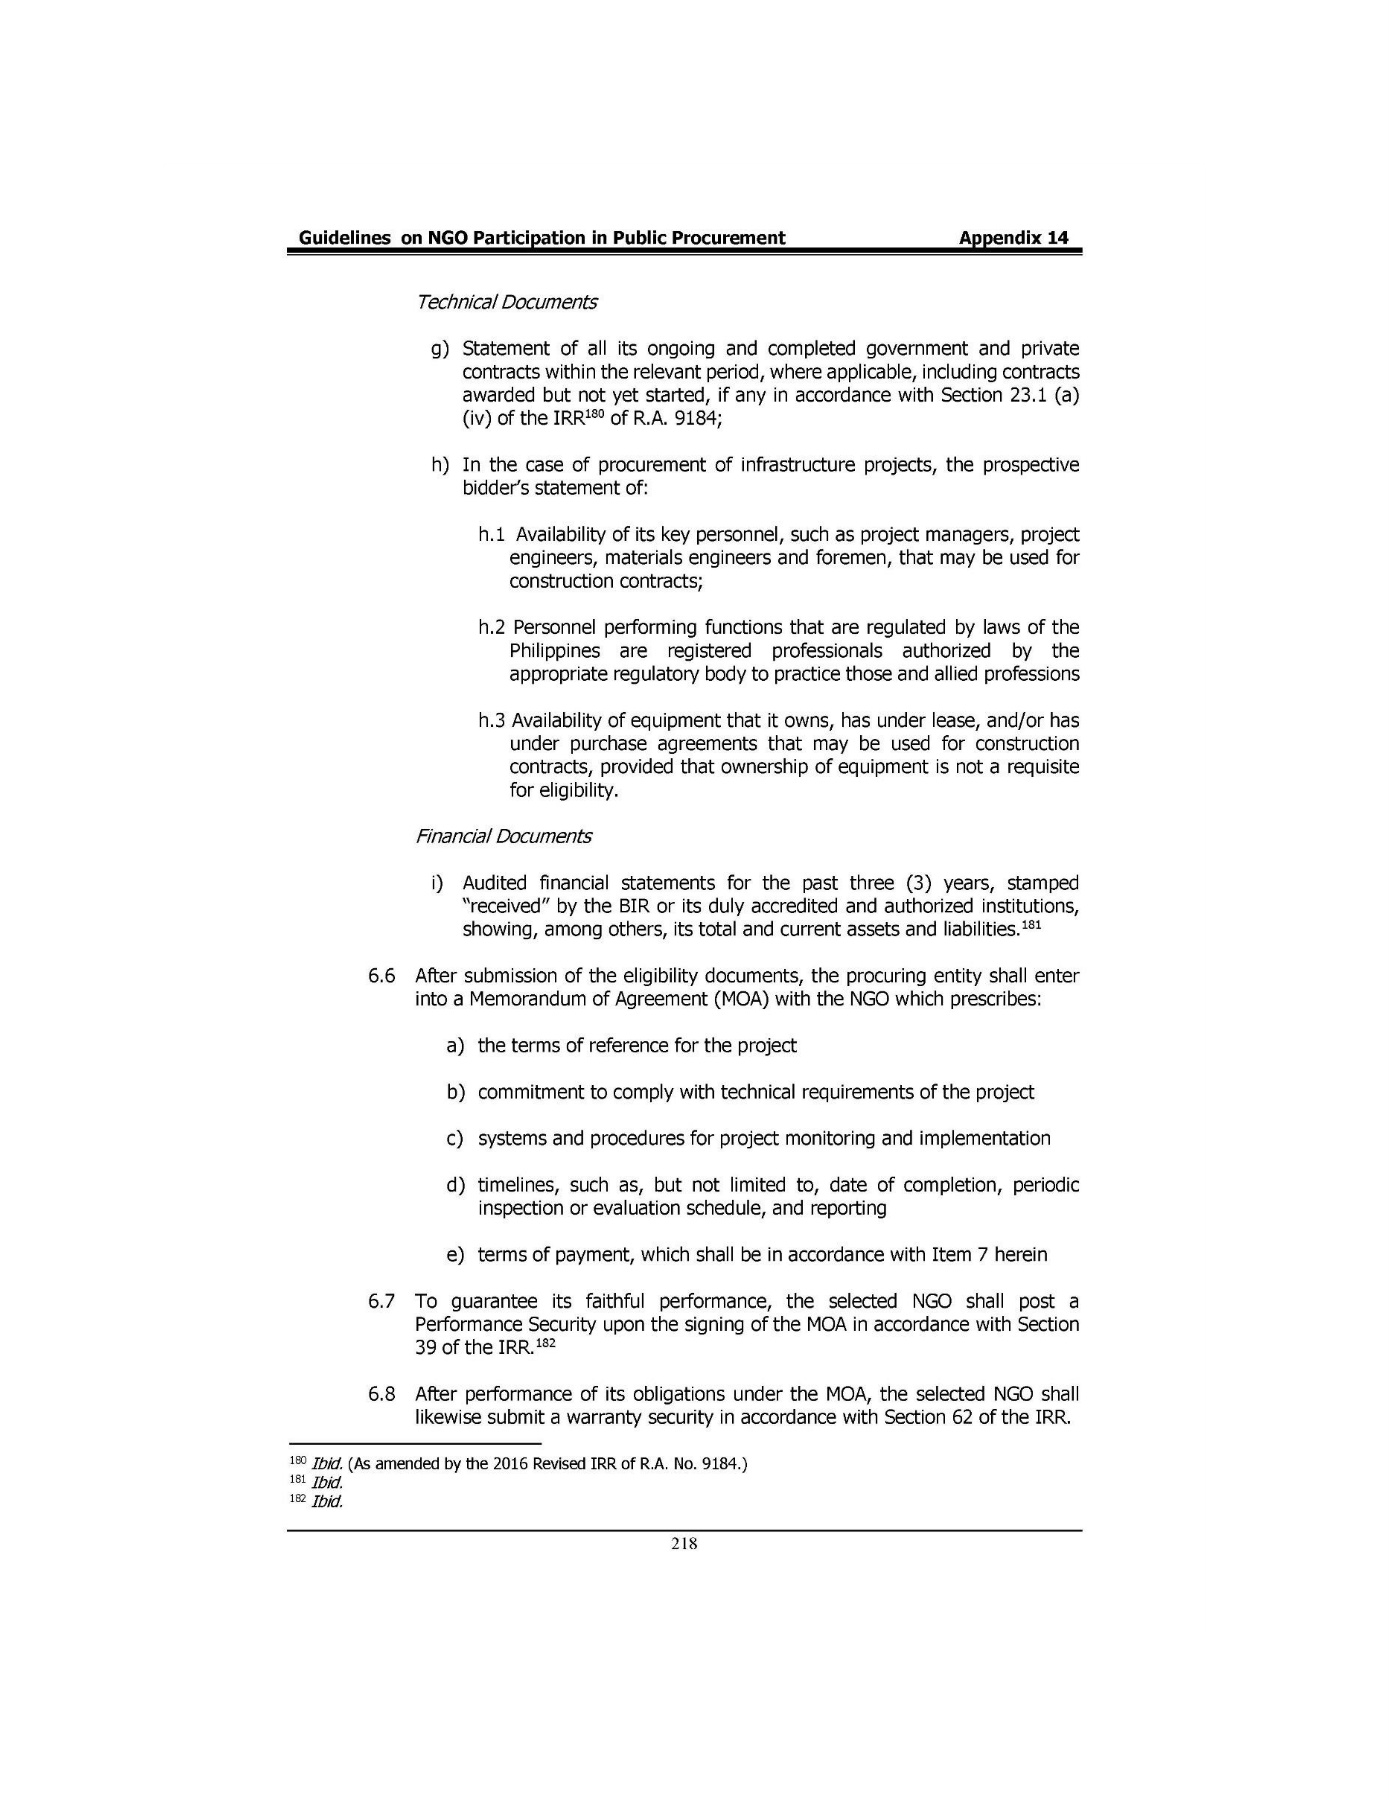 Guidelines on NGO Participation in Public Procurement Appendix 14
Technical Documents
g) Statement of all its ongoing and completed government and private
contracts within the relevant period, where applicable, including contracts
awarded but not yet started, if any in accordance with Section 23.1 (a)
(iv) of the IRR180 of R.A. 9184;
h) In the case of procurement of infrastructure projects, the prospective
bidder's statement of:
h.1 Availability of its key personnel, such as project managers, project
engineers, materials engineers and foremen, that may be used for
construction contracts;
h.2 Personnel performing functions that are regulated by laws of the
Philippines are registered professionals authorized by the
appropriate regulatory body to practice those and allied professions
h.3 Availability of equipment that it owns, has under lease, and/or has
under purchase agreements that may be used for construction
contracts, provided that ownership of equipment is not a requisite
for eligibility.
Financial Documents
i) Audited financial statements for the past three (3) years, stamped
"received" by the BIR or its duly accredited and authorized institutions,
showing, among others, its total and current assets and liabilities.181
6.6 After submission of the eligibility documents, the procuring entity shall enter
into a Memorandum of Agreement (MOA) with the NGO which prescribes:
a) the terms of reference for the project
b) commitment to comply with technical requirements of the project
c) systems and procedures for project monitoring and implementation
d) timelines, such as, but not limited to, date of completion, periodic
inspection or evaluation schedule, and reporting
e) terms of payment, which shall be in accordance with Item 7 herein
6.7 To guarantee its faithful performance, the selected NGO shall post a
Performance Security upon the signing of the MOA in accordance with Section
39 of the IRR.182
6.8 After performance of its obligations under the MOA, the selected NGO shall
likewise submit a warranty security in accordance with Section 62 of the IRR.
180 Ibid. (As amended by the 2016 Revised IRR of R.A. No. 9184.)
181 Ibid.
182 Ibid.
218